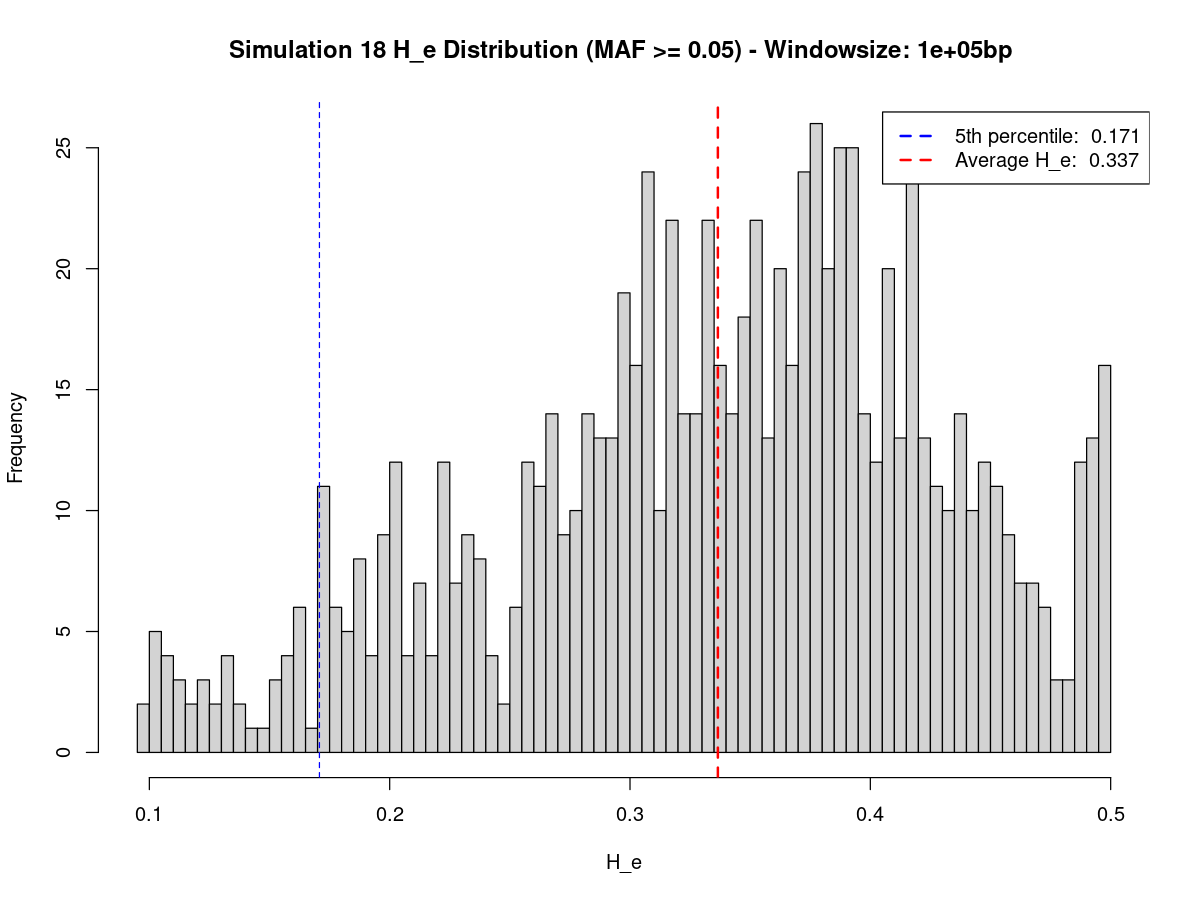 Simulation 18 H_e Distribution (MAF >= 0.05) - Windowsize: 1e+05bp
5th percentile: 0.171
Average H_e: 0.337
Frequency
25
20
15
10
5
0
0.1 0.2 0.3 0.4 0.5
H_e